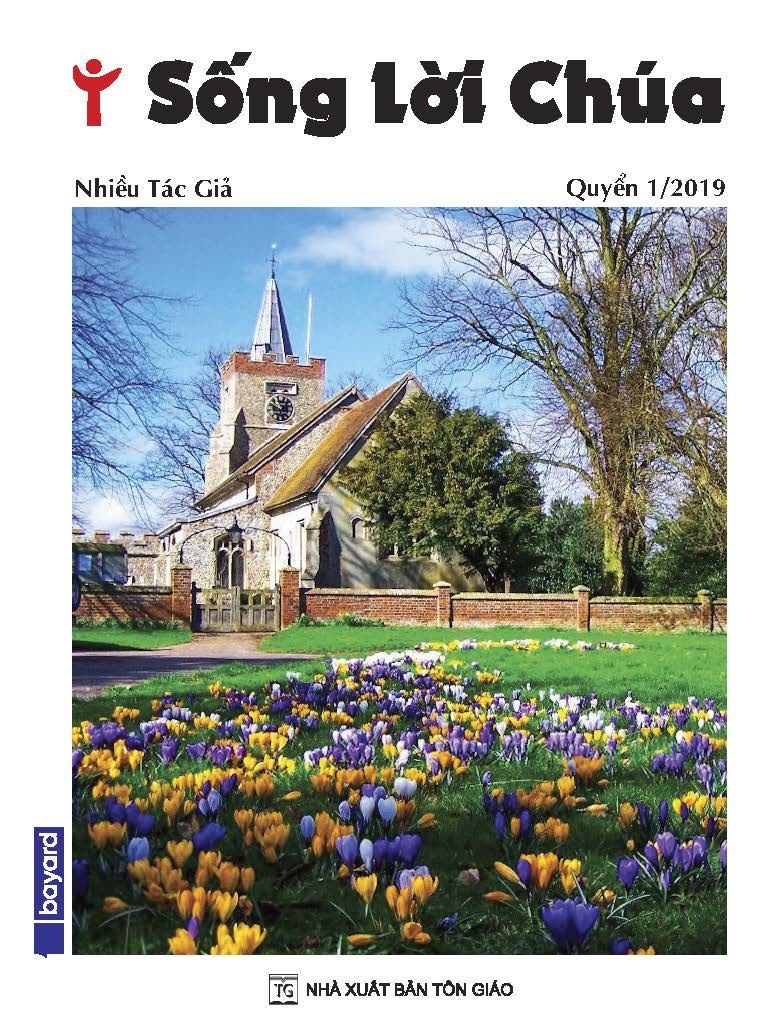 Sống Lời Chúa
Nhiều Tác Giả
Quyển 1/2019
bayard
TG NHÀ XUẤT BẢN TÔN GIÁO